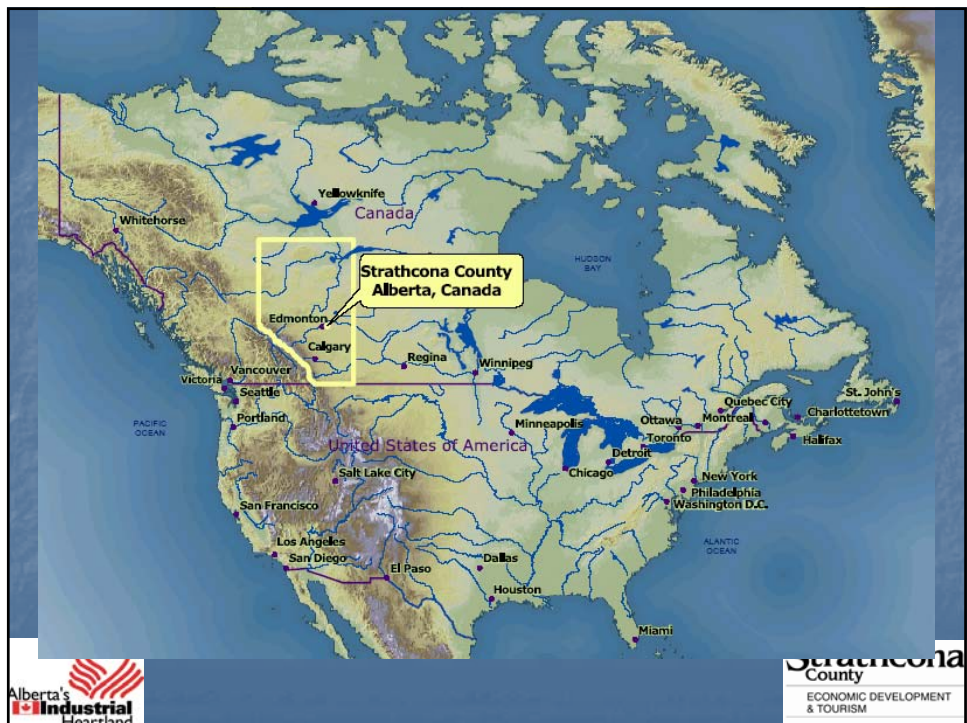 Yellowknife
Canada
Whitehorse
HUDSON
BAY
Strathcona County
Alberta, Canada
Edmonton
Calgary
Regina
Winnipeg
Vancouver
Victoria
Seattle
Portland
PACIFIC
OCEAN
Quebec City
St. John's
Charlottetown
Ottawa
Montreal
Minneapolis
Halifax
Toronto
United States of America
Detroit
Chicago
Salt Lake City
New York
Philadelphia
Washington D.C.
San Francisco
ALANTIC
OCEAN
Los Angeles
San Diego
El Paso
Dallas
Houston
Miami
Alberta's
Industrial
Heartland
Strathcona
County
ECONOMIC DEVELOPMENT
& TOURISM